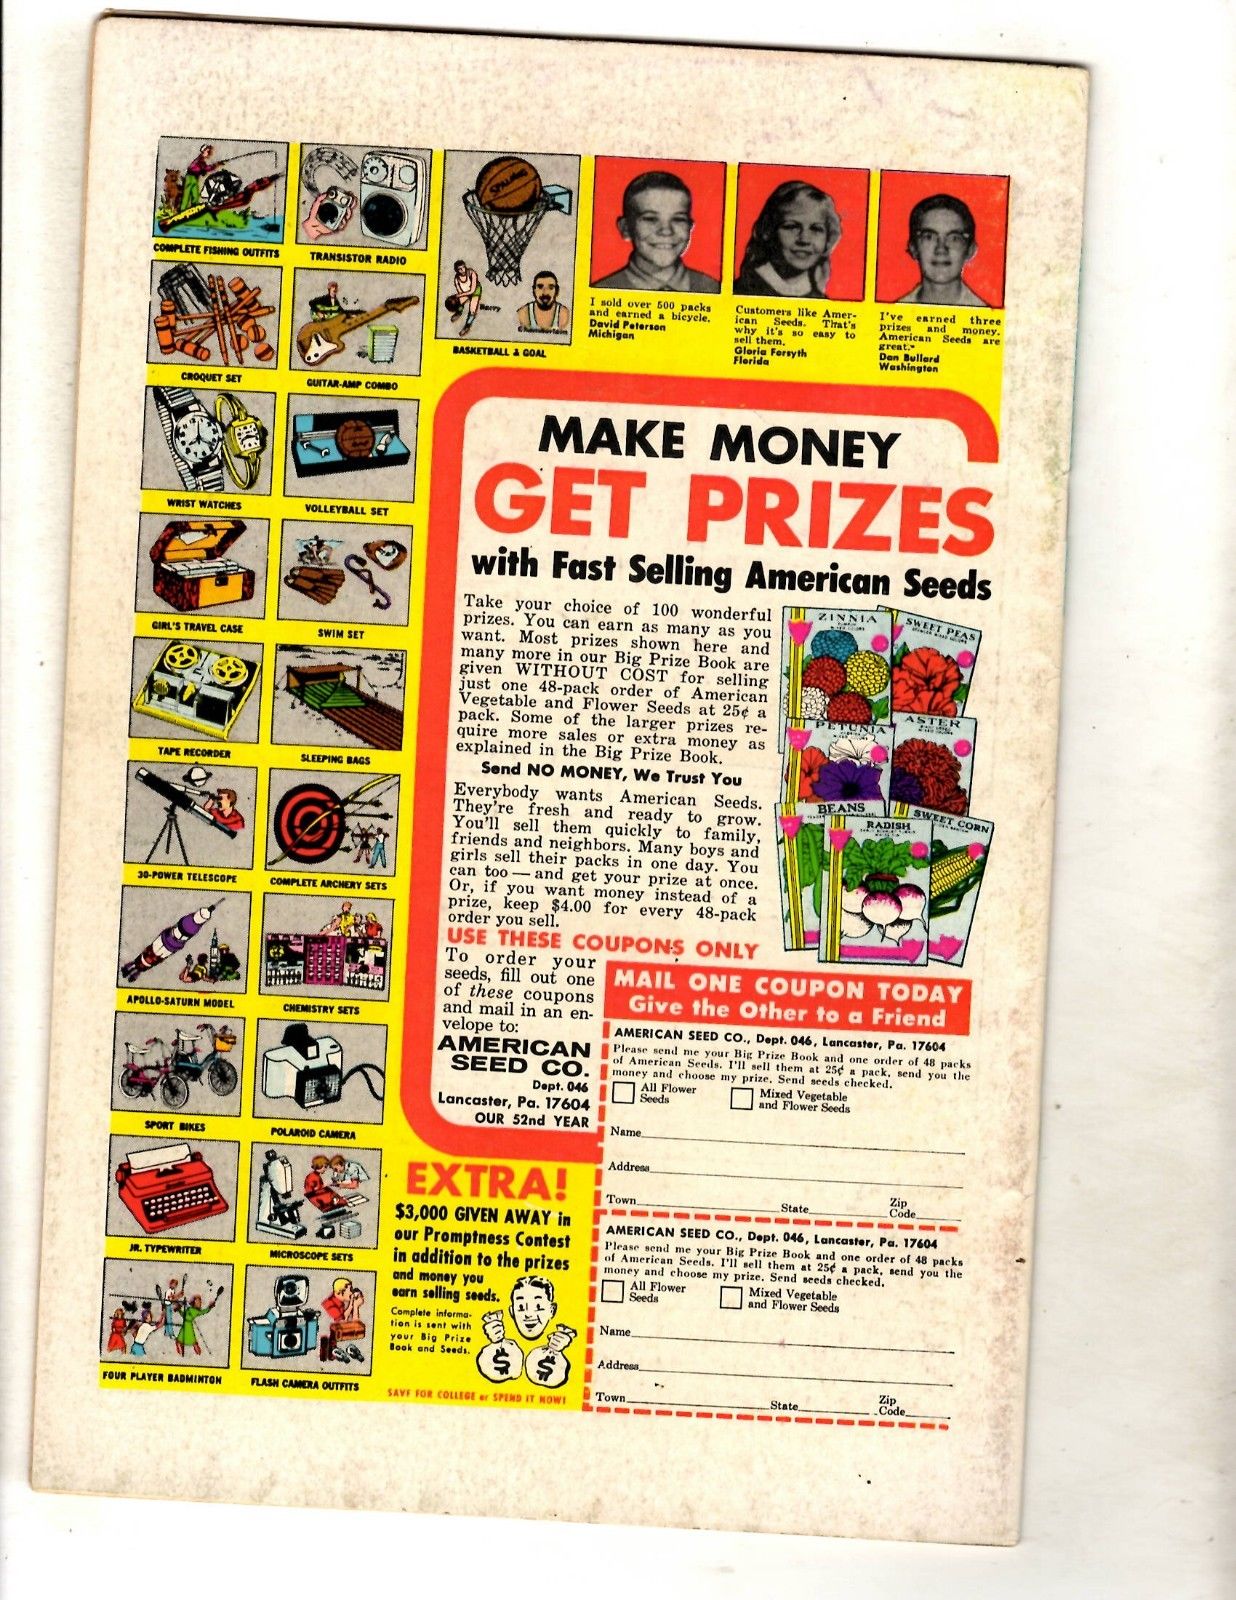 COMPLETE FISHING OUTFITS
TRANSISTOR RADIO
SPALDING
Barry
Chamberlain
BASKETBALL & GOAL
CROQUET SET
GUITAR-AMP COMBO
WRIST WATCHES
VOLLEYBALL SET
GIRL'S TRAVEL CASE
SWIM SET
TAPE RECORDER
SLEEPING BAGS
30-POWER TELESCOPE
COMPLETE ARCHERY SETS
APOLLO-SATURN MODEL
CHEMISTRY SETS
SPORT BIKES
POLAROID CAMERA
JR. TYPEWRITER
MICROSCOPE SETS
FOUR PLAYER BADMINTON
FLASH CAMERA OUTFITS
I sold over 500 packs
and earned a bicycle.
David Peterson
Michigan
Customers like Amer-
ican Seeds. That's
why it's so easy to
sell them.
Gloria Forsyth
Florida
I've earned three
prizes and money.
American Seeds are
great."
Dan Bullard
Washington
MAKE MONEY
GET PRIZES
with Fast Selling American Seeds
Take your choice of 100 wonderful
prizes. You can earn as many as you
want. Most prizes shown here and
many more in our Big Prize Book are
given WITHOUT COST for selling
just one 48-pack order of American
Vegetable and Flower Seeds at 25¢ a
pack. Some of the larger prizes re-
quire more sales or extra money as
explained in the Big Prize Book.
Send NO MONEY, We Trust You
Everybody wants American Seeds.
They're fresh and ready to grow.
You'll sell them quickly to family,
friends and neighbors. Many boys and
girls sell their packs in one day. You
can too — and get your prize at once.
Or, if you want money instead of a
prize, keep $4.00 for every 48-pack
order you sell.
ZINNIA
SWEET PEAS
PETUNIA
ASTER
BEANS
SWEET CORN
RADISH
USE THESE COUPONS ONLY
To order your
seeds, fill out one
of these coupons
and mail in an en-
velope to:
AMERICAN
SEED CO.
Dept. 046
Lancaster, Pa. 17604
OUR 52nd YEAR
EXTRA!
$3,000 GIVEN AWAY in
our Promptness Contest
in addition to the prizes
and money you
earn selling seeds.
Complete informa-
tion is sent with
your Big Prize
Book and Seeds.
$ $
SAVE FOR COLLEGE or SPEND IT NOW!
MAIL ONE COUPON TODAY
Give the Other to a Friend
AMERICAN SEED CO., Dept. 046, Lancaster, Pa. 17604
Please send me your Big Prize Book and one order of 48 packs
of American Seeds. I'll sell them at 25¢ a pack, send you the
money and choose my prize. Send seeds checked.
All Flower
Seeds
Mixed Vegetable
and Flower Seeds
Name
Address
Town State Zip
Code
AMERICAN SEED CO., Dept. 046, Lancaster, Pa. 17604
Please send me your Big Prize Book and one order of 48 packs
of American Seeds. I'll sell them at 25¢ a pack, send you the
money and choose my prize. Send seeds checked.
All Flower
Seeds
Mixed Vegetable
and Flower Seeds
Name
Address
Town State Zip
Code